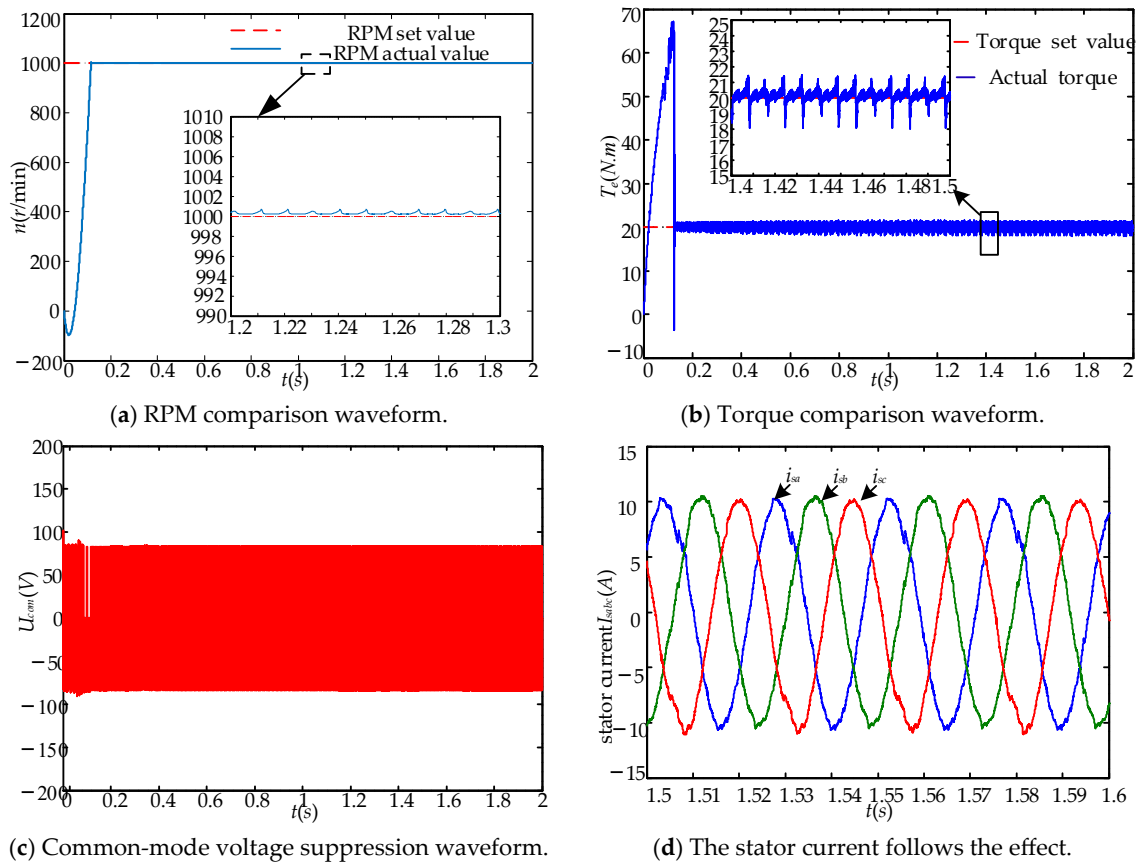 1200
1000
800
600
400
200
0
−200
n(r/min)
RPM set value
RPM actual value
1010
1008
1006
1004
1002
1000
998
996
994
992
990
1.2 1.22 1.24 1.26 1.28 1.3
0 0.2 0.4 0.6 0.8 1 1.2 1.4 1.6 1.8 2
t(s)
(a) RPM comparison waveform.
70
60
50
40
30
20
10
0
−10
Te(N.m)
25
24
23
22
21
20
19
18
17
16
15
1.4 1.42 1.44 1.46 1.48 1.5
Torque set value
Actual torque
0 0.2 0.4 0.6 0.8 1 1.2 1.4 1.6 1.8 2
t(s)
(b) Torque comparison waveform.
200
150
100
50
0
−50
−100
−150
−200
Ucom(V)
0 0.2 0.4 0.6 0.8 1 1.2 1.4 1.6 1.8 2
t(s)
(c) Common-mode voltage suppression waveform.
15
10
5
0
−5
−10
−15
stator currentIsabc(A)
isa isb isc
1.5 1.51 1.52 1.53 1.54 1.55 1.56 1.57 1.58 1.59 1.6
t(s)
(d) The stator current follows the effect.